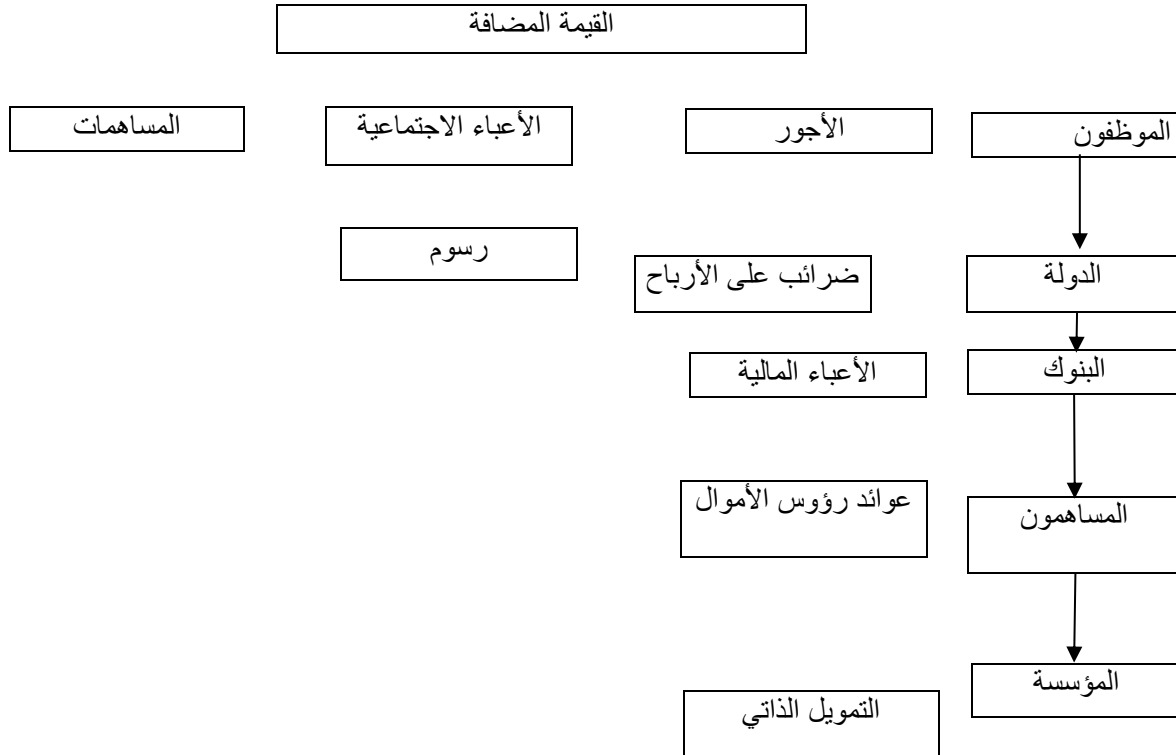 القيمة المضافة
الموظفون
الأجور
الأعباء الاجتماعية
المساهمات
الدولة
ضرائب على الأرباح
رسوم
البنوك
الأعباء المالية
المساهمون
عوائد رؤوس الأموال
المؤسسة
التمويل الذاتي